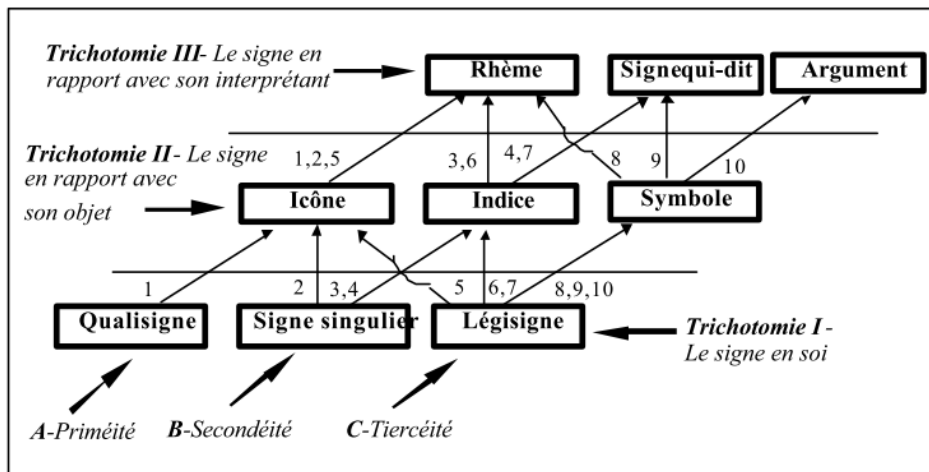 Trichotomie III- Le signe en
rapport avec son interprétant
Rhème
Signequi-dit
Argument
Trichotomie II - Le signe
en rapport avec
son objet
1,2,5
3,6
4,7
8
9
10
Icône
Indice
Symbole
1
2
3,4
5
6,7
8,9,10
Qualisigne
Signe singulier
Légisigne
Trichotomie I -
Le signe en soi
A-Priméité
B-Secondéité
C-Tiercéité